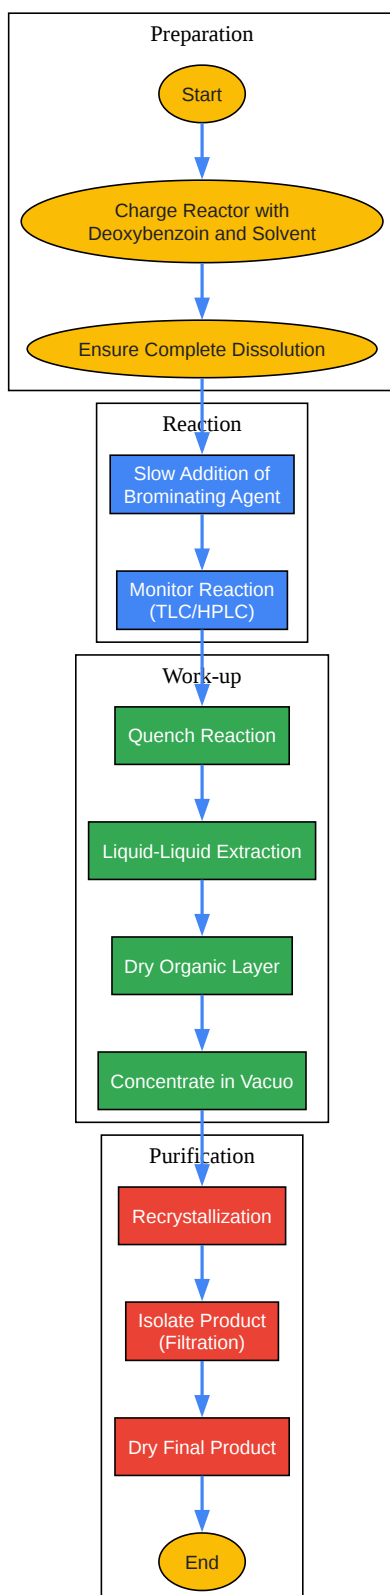 Preparation
Start
Charge Reactor with
Deoxybenzoin and Solvent
Ensure Complete Dissolution
Reaction
Slow Addition of
Brominating Agent
Monitor Reaction
(TLC/HPLC)
Work-up
Quench Reaction
Liquid-Liquid Extraction
Dry Organic Layer
Concentrate in Vacuo
Purification
Recrystallization
Isolate Product
(Filtration)
Dry Final Product
End